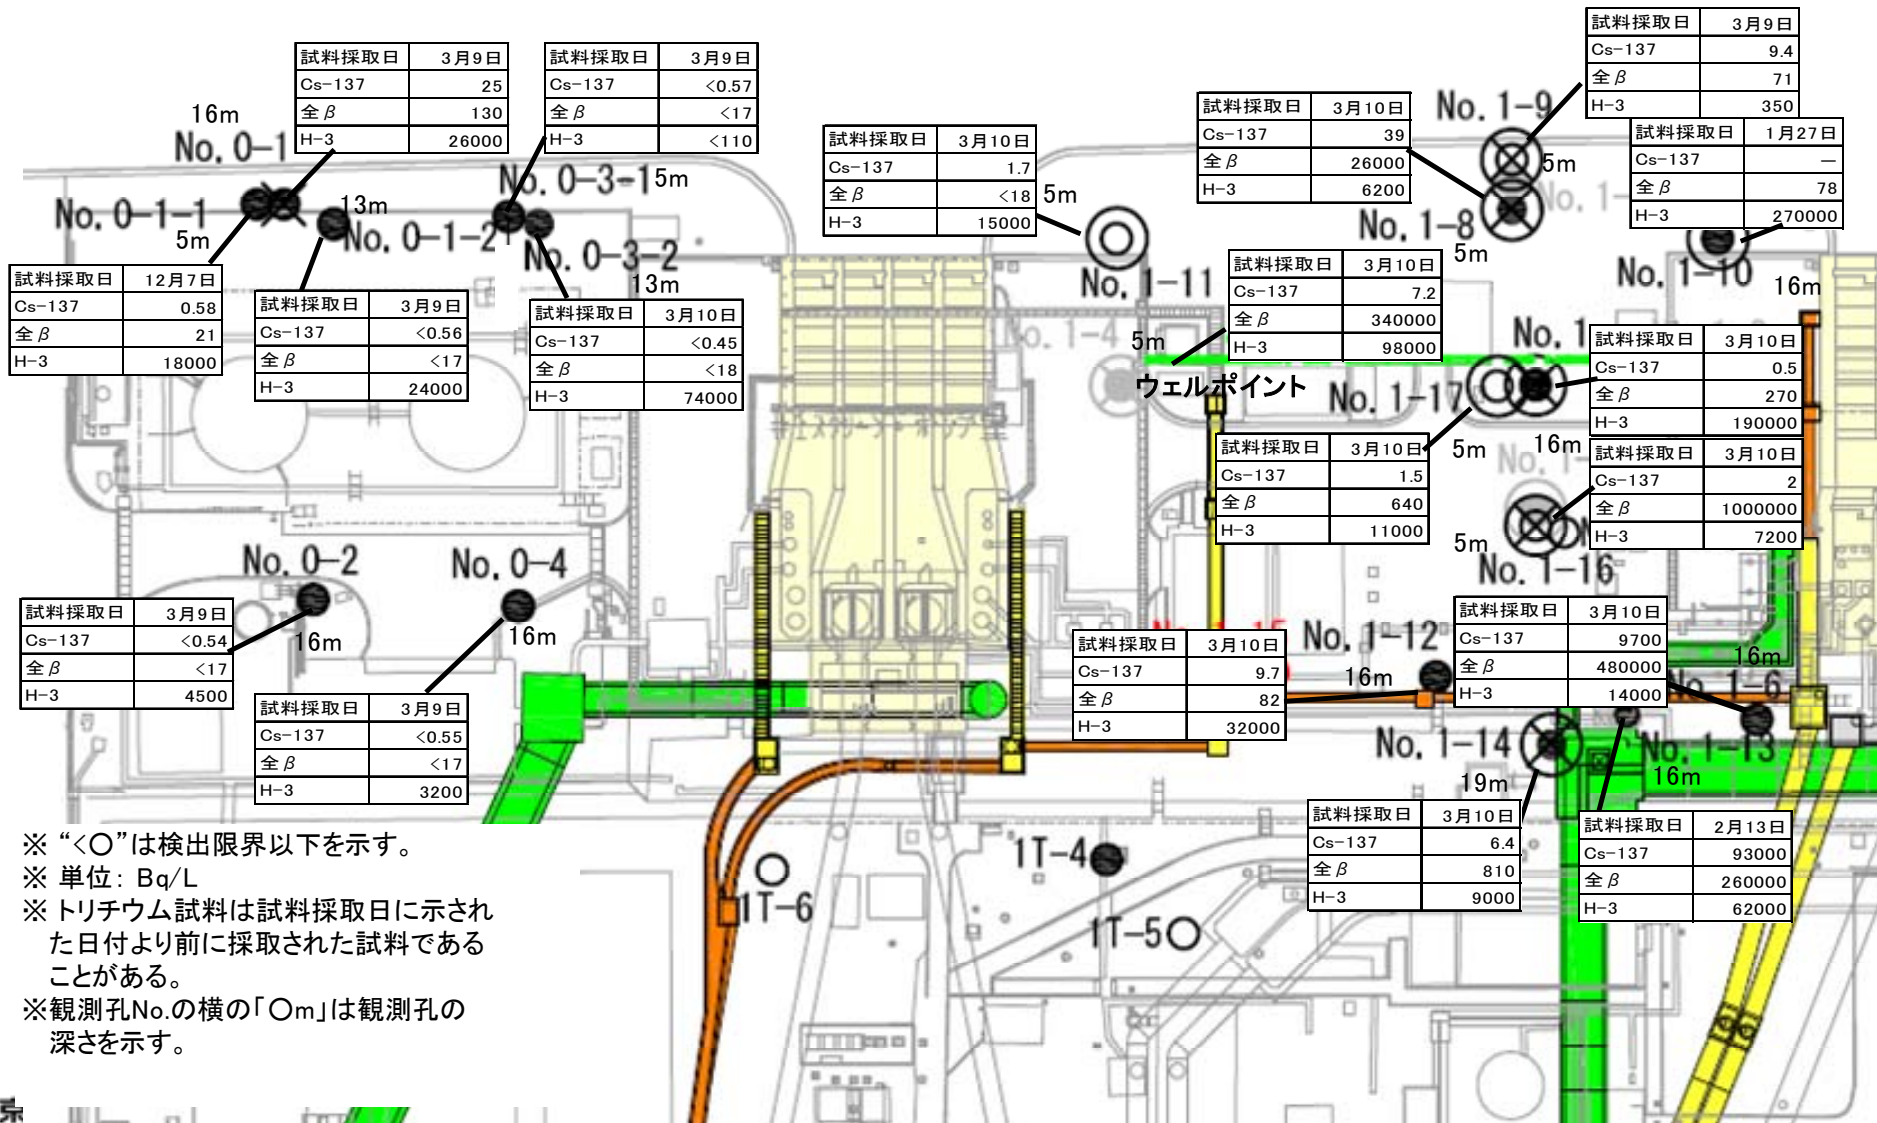 試料採取日 3月9日
Cs-137 25
全β 130
H-3 26000
試料採取日 3月9日
Cs-137 <0.57
全β <17
H-3 <110
試料採取日 3月10日
Cs-137 1.7
全β <18
H-3 15000
試料採取日 3月10日
Cs-137 39
全β 26000
H-3 6200
試料採取日 3月9日
Cs-137 9.4
全β 71
H-3 350
試料採取日 1月27日
Cs-137 —
全β 78
H-3 270000
16m
No. 0-1
No. 0-1-1
5m
13m
No. 0-1-2
No. 0-3-1
5m
No. 0-3-2
13m
5m
No. 1-11
No. 1-9
5m
No. 1-8
5m
No. 1-
No. 1-10
16m
試料採取日 12月7日
Cs-137 0.58
全β 21
H-3 18000
試料採取日 3月9日
Cs-137 <0.56
全β <17
H-3 24000
試料採取日 3月10日
Cs-137 <0.45
全β <18
H-3 74000
試料採取日 3月10日
Cs-137 7.2
全β 340000
H-3 98000
No. 1-4
5m
ウェルポイント
No. 1
No. 1-17
5m
16m
試料採取日 3月10日
Cs-137 0.5
全β 270
H-3 190000
試料採取日 3月10日
Cs-137 1.5
全β 640
H-3 11000
No. 1-
試料採取日 3月10日
Cs-137 2
全β 1000000
H-3 7200
5m
No. 1-16
No. 0-2
16m
No. 0-4
16m
試料採取日 3月9日
Cs-137 <0.54
全β <17
H-3 4500
試料採取日 3月9日
Cs-137 <0.55
全β <17
H-3 3200
試料採取日 3月10日
Cs-137 9.7
全β 82
H-3 32000
No. 1-12
16m
試料採取日 3月10日
Cs-137 9700
全β 480000
H-3 14000
16m
No. 1-6
No. 1-14
19m
No. 1-13
16m
試料採取日 3月10日
Cs-137 6.4
全β 810
H-3 9000
試料採取日 2月13日
Cs-137 93000
全β 260000
H-3 62000
1T-4
1T-6
1T-5
※ “<○”は検出限界以下を示す。
※ 単位: Bq/L
※ トリチウム試料は試料採取日に示され
た日付より前に採取された試料である
ことがある。
※観測孔No.の横の「○m」は観測孔の
深さを示す。